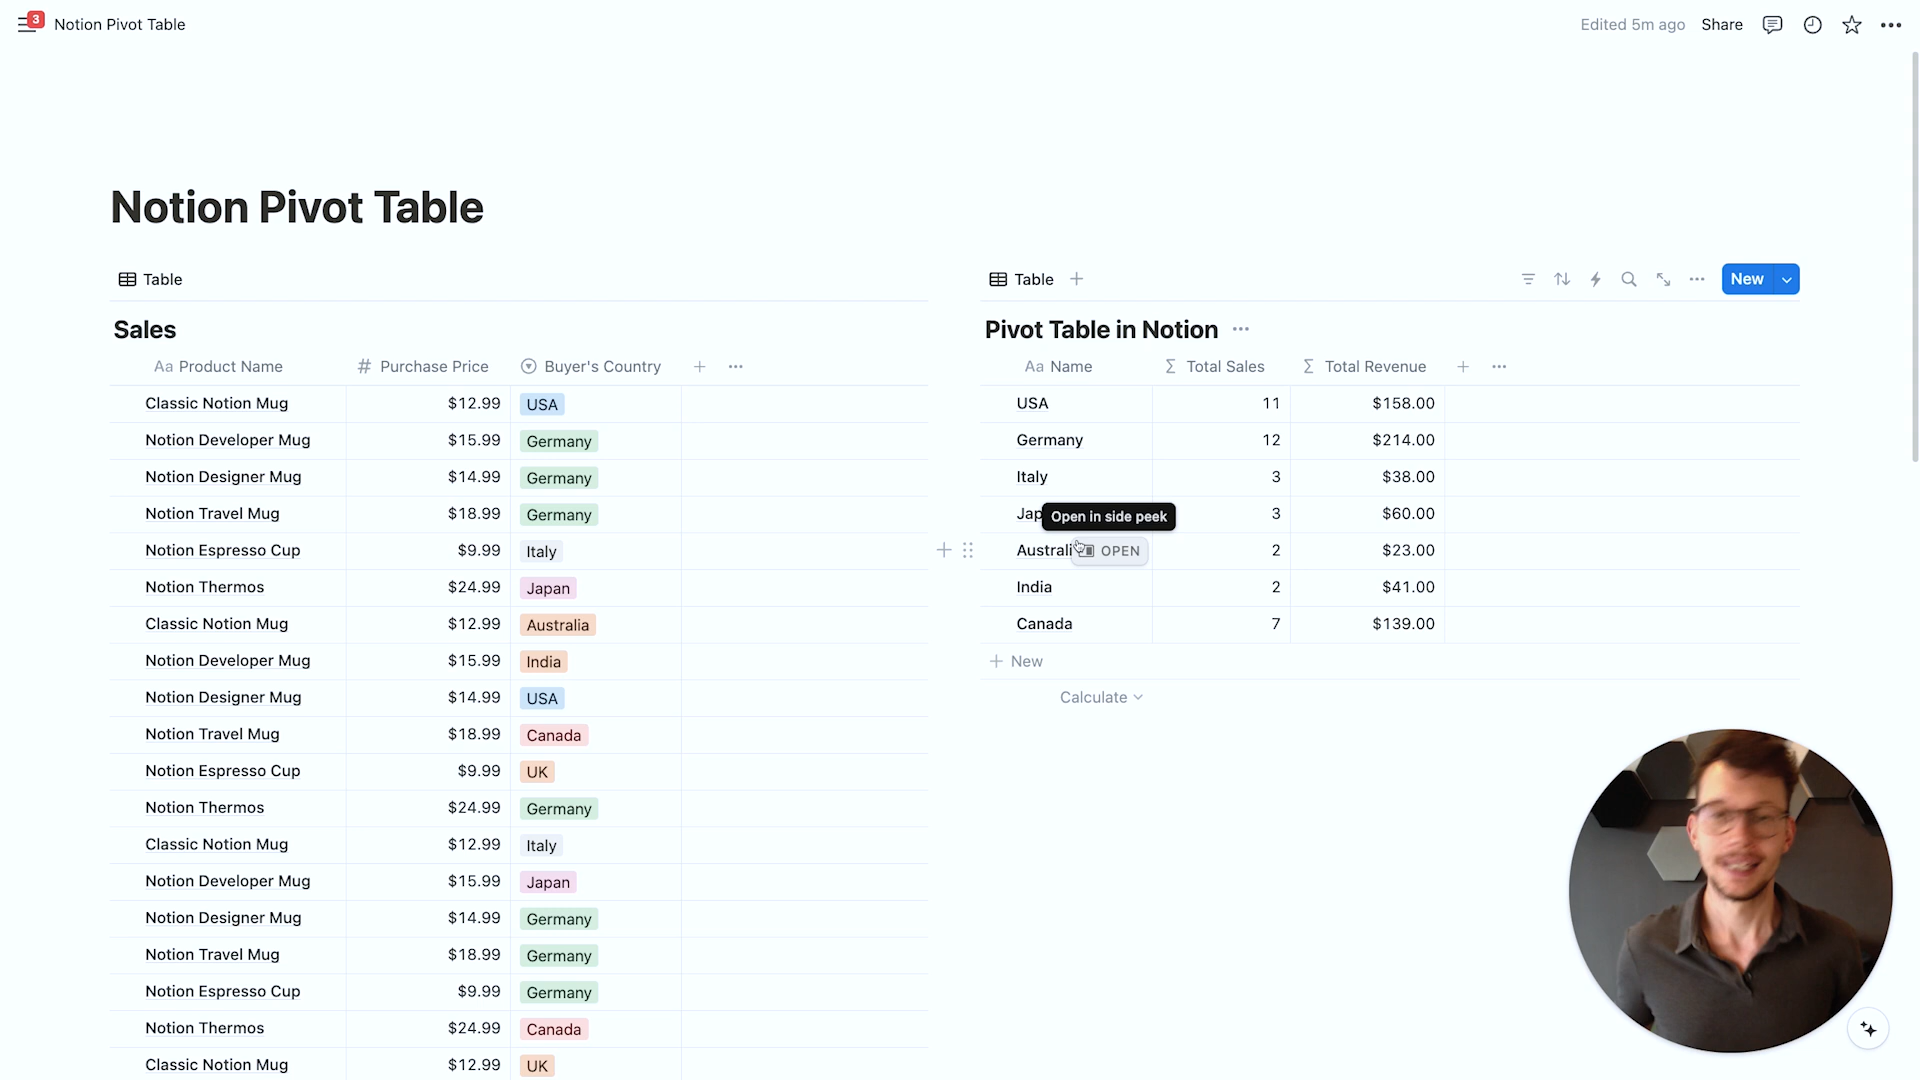 3 Notion Pivot Table
Edited 5m ago Share
Notion Pivot Table
Table
Sales
Aa Product Name # Purchase Price Buyer's Country
Classic Notion Mug $12.99 USA
Notion Developer Mug $15.99 Germany
Notion Designer Mug $14.99 Germany
Notion Travel Mug $18.99 Germany
Notion Espresso Cup $9.99 Italy
Notion Thermos $24.99 Japan
Classic Notion Mug $12.99 Australia
Notion Developer Mug $15.99 India
Notion Designer Mug $14.99 USA
Notion Travel Mug $18.99 Canada
Notion Espresso Cup $9.99 UK
Notion Thermos $24.99 Germany
Classic Notion Mug $12.99 Italy
Notion Developer Mug $15.99 Japan
Notion Designer Mug $14.99 Germany
Notion Travel Mug $18.99 Germany
Notion Espresso Cup $9.99 Germany
Notion Thermos $24.99 Canada
Classic Notion Mug $12.99 UK
Table New
Pivot Table in Notion
Aa Name Σ Total Sales Σ Total Revenue
USA 11 $158.00
Germany 12 $214.00
Italy 3 $38.00
Jap Open in side peek 3 $60.00
Australi OPEN 2 $23.00
India 2 $41.00
Canada 7 $139.00
New
Calculate